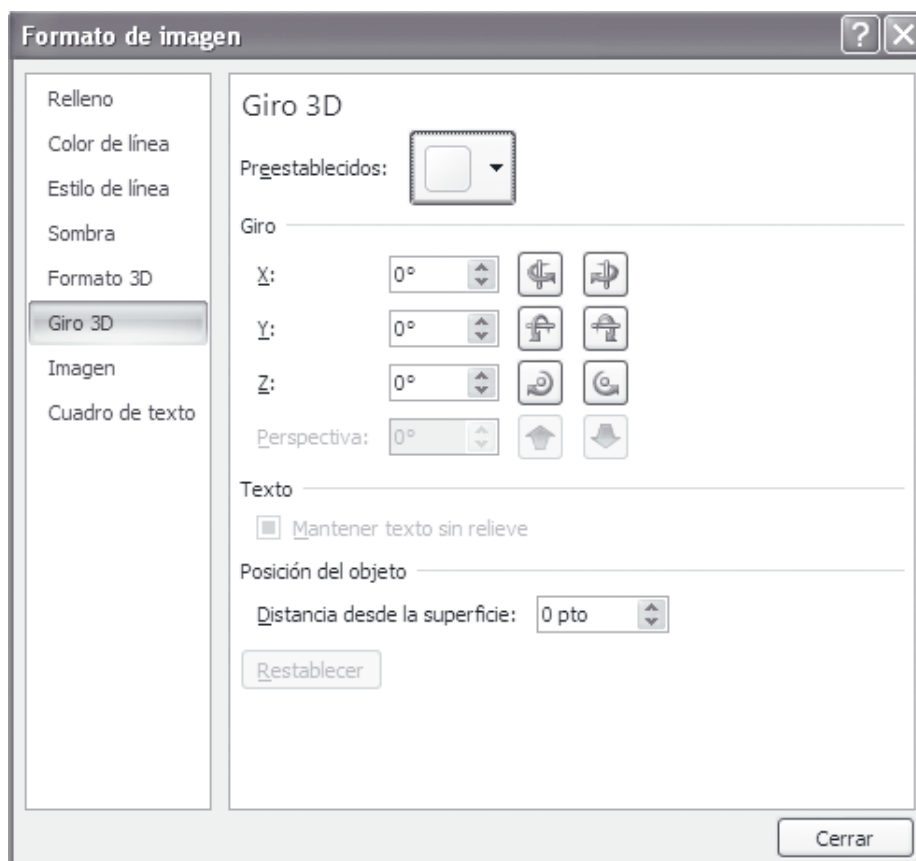 Formato de imagen
Relleno
Color de línea
Estilo de línea
Sombra
Formato 3D
Giro 3D
Imagen
Cuadro de texto
Giro 3D
Preestablecidos:
Giro
X: 0°
Y: 0°
Z: 0°
Perspectiva: 0°
Texto
Mantener texto sin relieve
Posición del objeto
Distancia desde la superficie: 0 pto
Restablecer
Cerrar